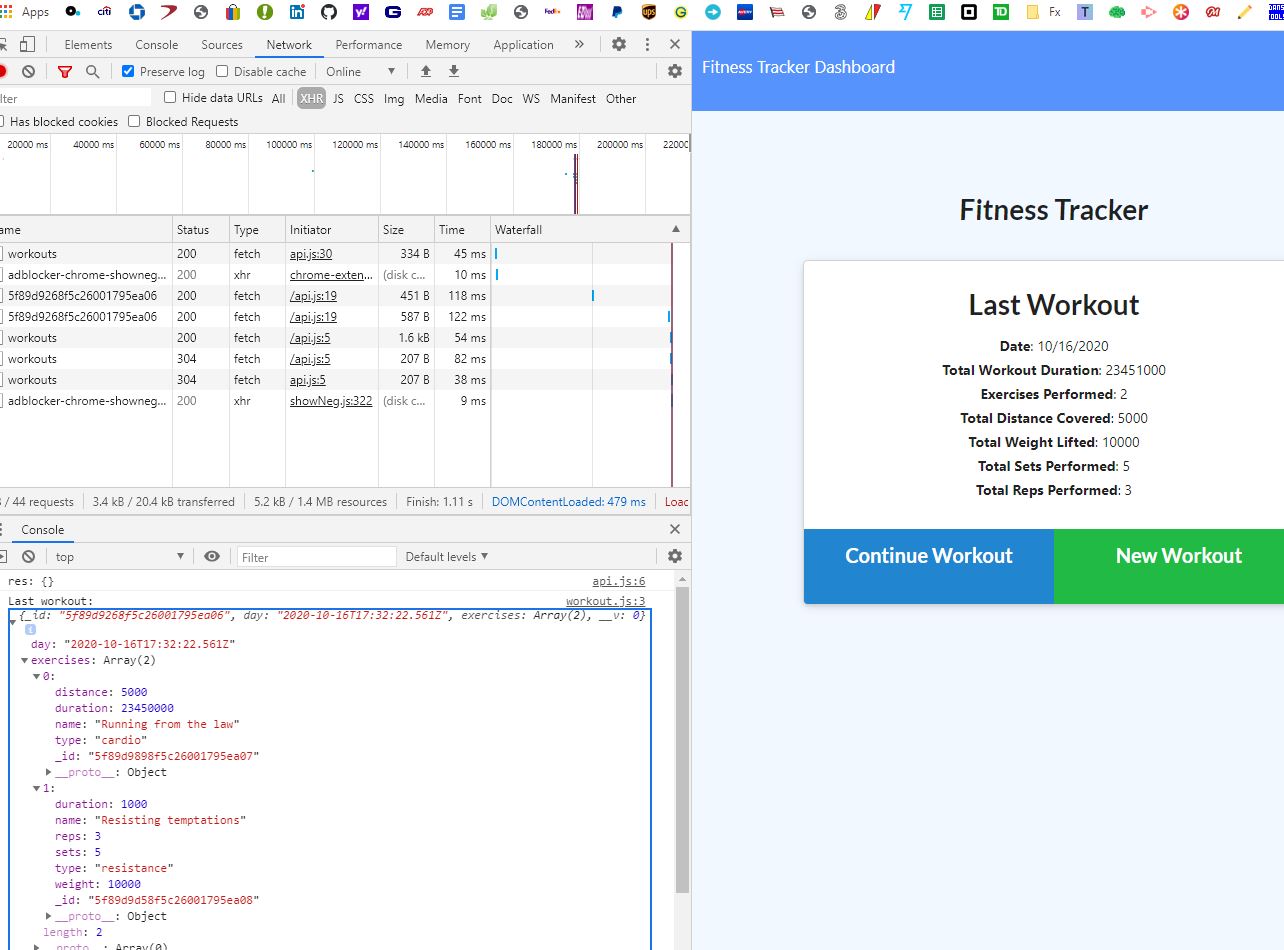 Apps
citi
Fx
T
TD
Elements Console Sources Network Performance Memory Application »
Preserve log Disable cache Online
lter Hide data URLs All XHR JS CSS Img Media Font Doc WS Manifest Other
Has blocked cookies Blocked Requests
20000 ms 40000 ms 60000 ms 80000 ms 100000 ms 120000 ms 140000 ms 160000 ms 180000 ms 200000 ms 22000
ame Status Type Initiator Size Time Waterfall
workouts 200 fetch api.js:30 334 B 45 ms
adblocker-chrome-showneg... 200 xhr chrome-exten... (disk c... 10 ms
5f89d9268f5c26001795ea06 200 fetch /api.js:19 451 B 118 ms
5f89d9268f5c26001795ea06 200 fetch /api.js:19 587 B 122 ms
workouts 200 fetch /api.js:5 1.6 kB 54 ms
workouts 304 fetch /api.js:5 207 B 82 ms
workouts 304 fetch api.js:5 207 B 38 ms
adblocker-chrome-showneg... 200 xhr showNeg.js:322 (disk c... 9 ms
/ 44 requests 3.4 kB / 20.4 kB transferred 5.2 kB / 1.4 MB resources Finish: 1.11 s DOMContentLoaded: 479 ms Load
Console
top Filter Default levels
res: {} api.js:6
Last workout: workout.js:3
{_id: "5f89d9268f5c26001795ea06", day: "2020-10-16T17:32:22.561Z", exercises: Array(2), __v: 0}
day: "2020-10-16T17:32:22.561Z"
exercises: Array(2)
0:
distance: 5000
duration: 23450000
name: "Running from the law"
type: "cardio"
_id: "5f89d9898f5c26001795ea07"
__proto__: Object
1:
duration: 1000
name: "Resisting temptations"
reps: 3
sets: 5
type: "resistance"
weight: 10000
_id: "5f89d9d58f5c26001795ea08"
__proto__: Object
length: 2
__proto__: Array(0)
Fitness Tracker Dashboard
Fitness Tracker
Last Workout
Date: 10/16/2020
Total Workout Duration: 23451000
Exercises Performed: 2
Total Distance Covered: 5000
Total Weight Lifted: 10000
Total Sets Performed: 5
Total Reps Performed: 3
Continue Workout New Workout